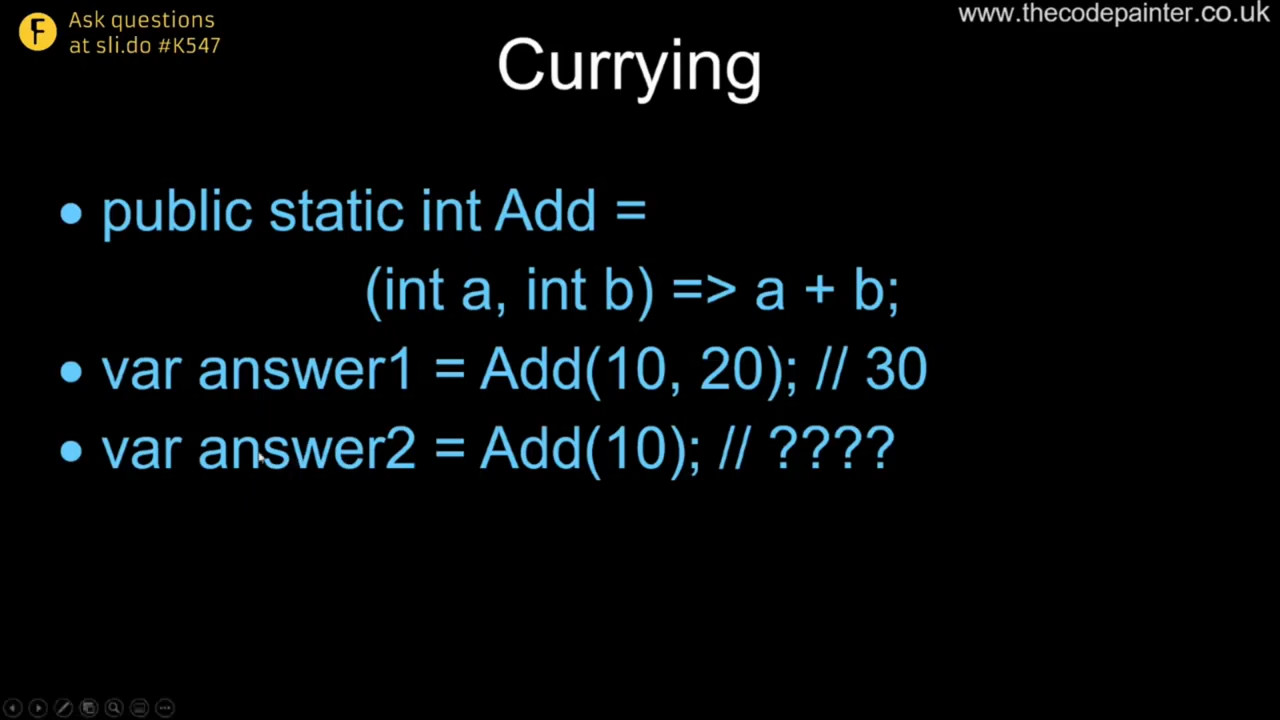 Ask questions
at sli.do #K547
www.thecodepainter.co.uk
Currying
• public static int Add =
(int a, int b) => a + b;
• var answer1 = Add(10, 20); // 30
• var answer2 = Add(10); // ????